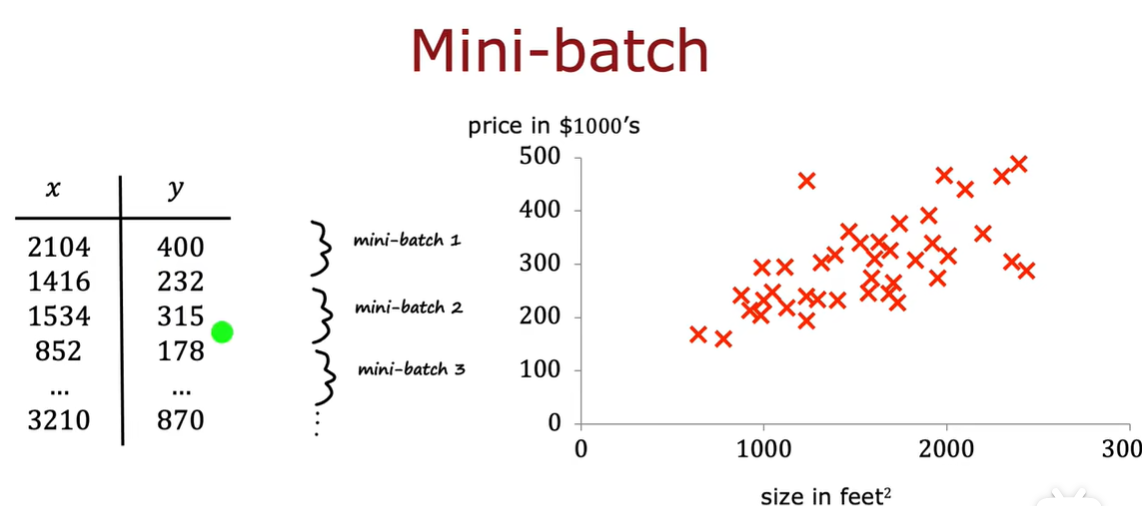 Mini-batch
x y
2104 400
1416 232
1534 315
852 178
... ...
3210 870
mini-batch 1
mini-batch 2
mini-batch 3
price in $1000's
500
400
300
200
100
0
0 1000 2000 300
size in feet²